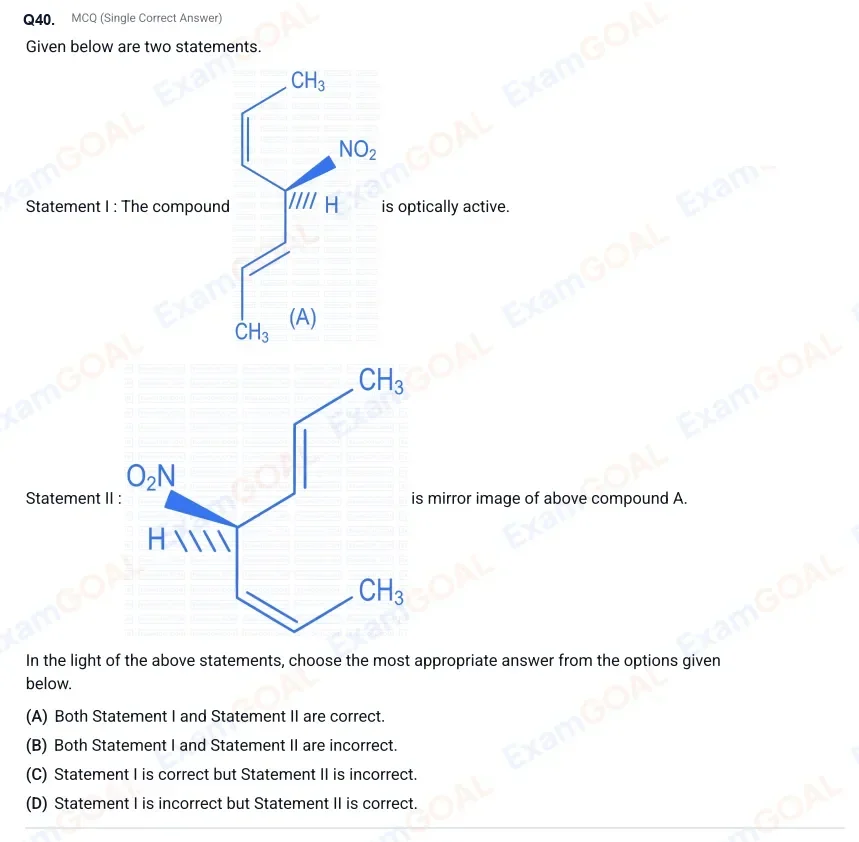 Q40. MCQ (Single Correct Answer)
Given below are two statements.
CH3
NO2
Statement I : The compound H is optically active.
CH3 (A)
CH3
O2N
Statement II : is mirror image of above compound A.
H
CH3
In the light of the above statements, choose the most appropriate answer from the options given
below.
(A) Both Statement I and Statement II are correct.
(B) Both Statement I and Statement II are incorrect.
(C) Statement I is correct but Statement II is incorrect.
(D) Statement I is incorrect but Statement II is correct.
ExamGOAL